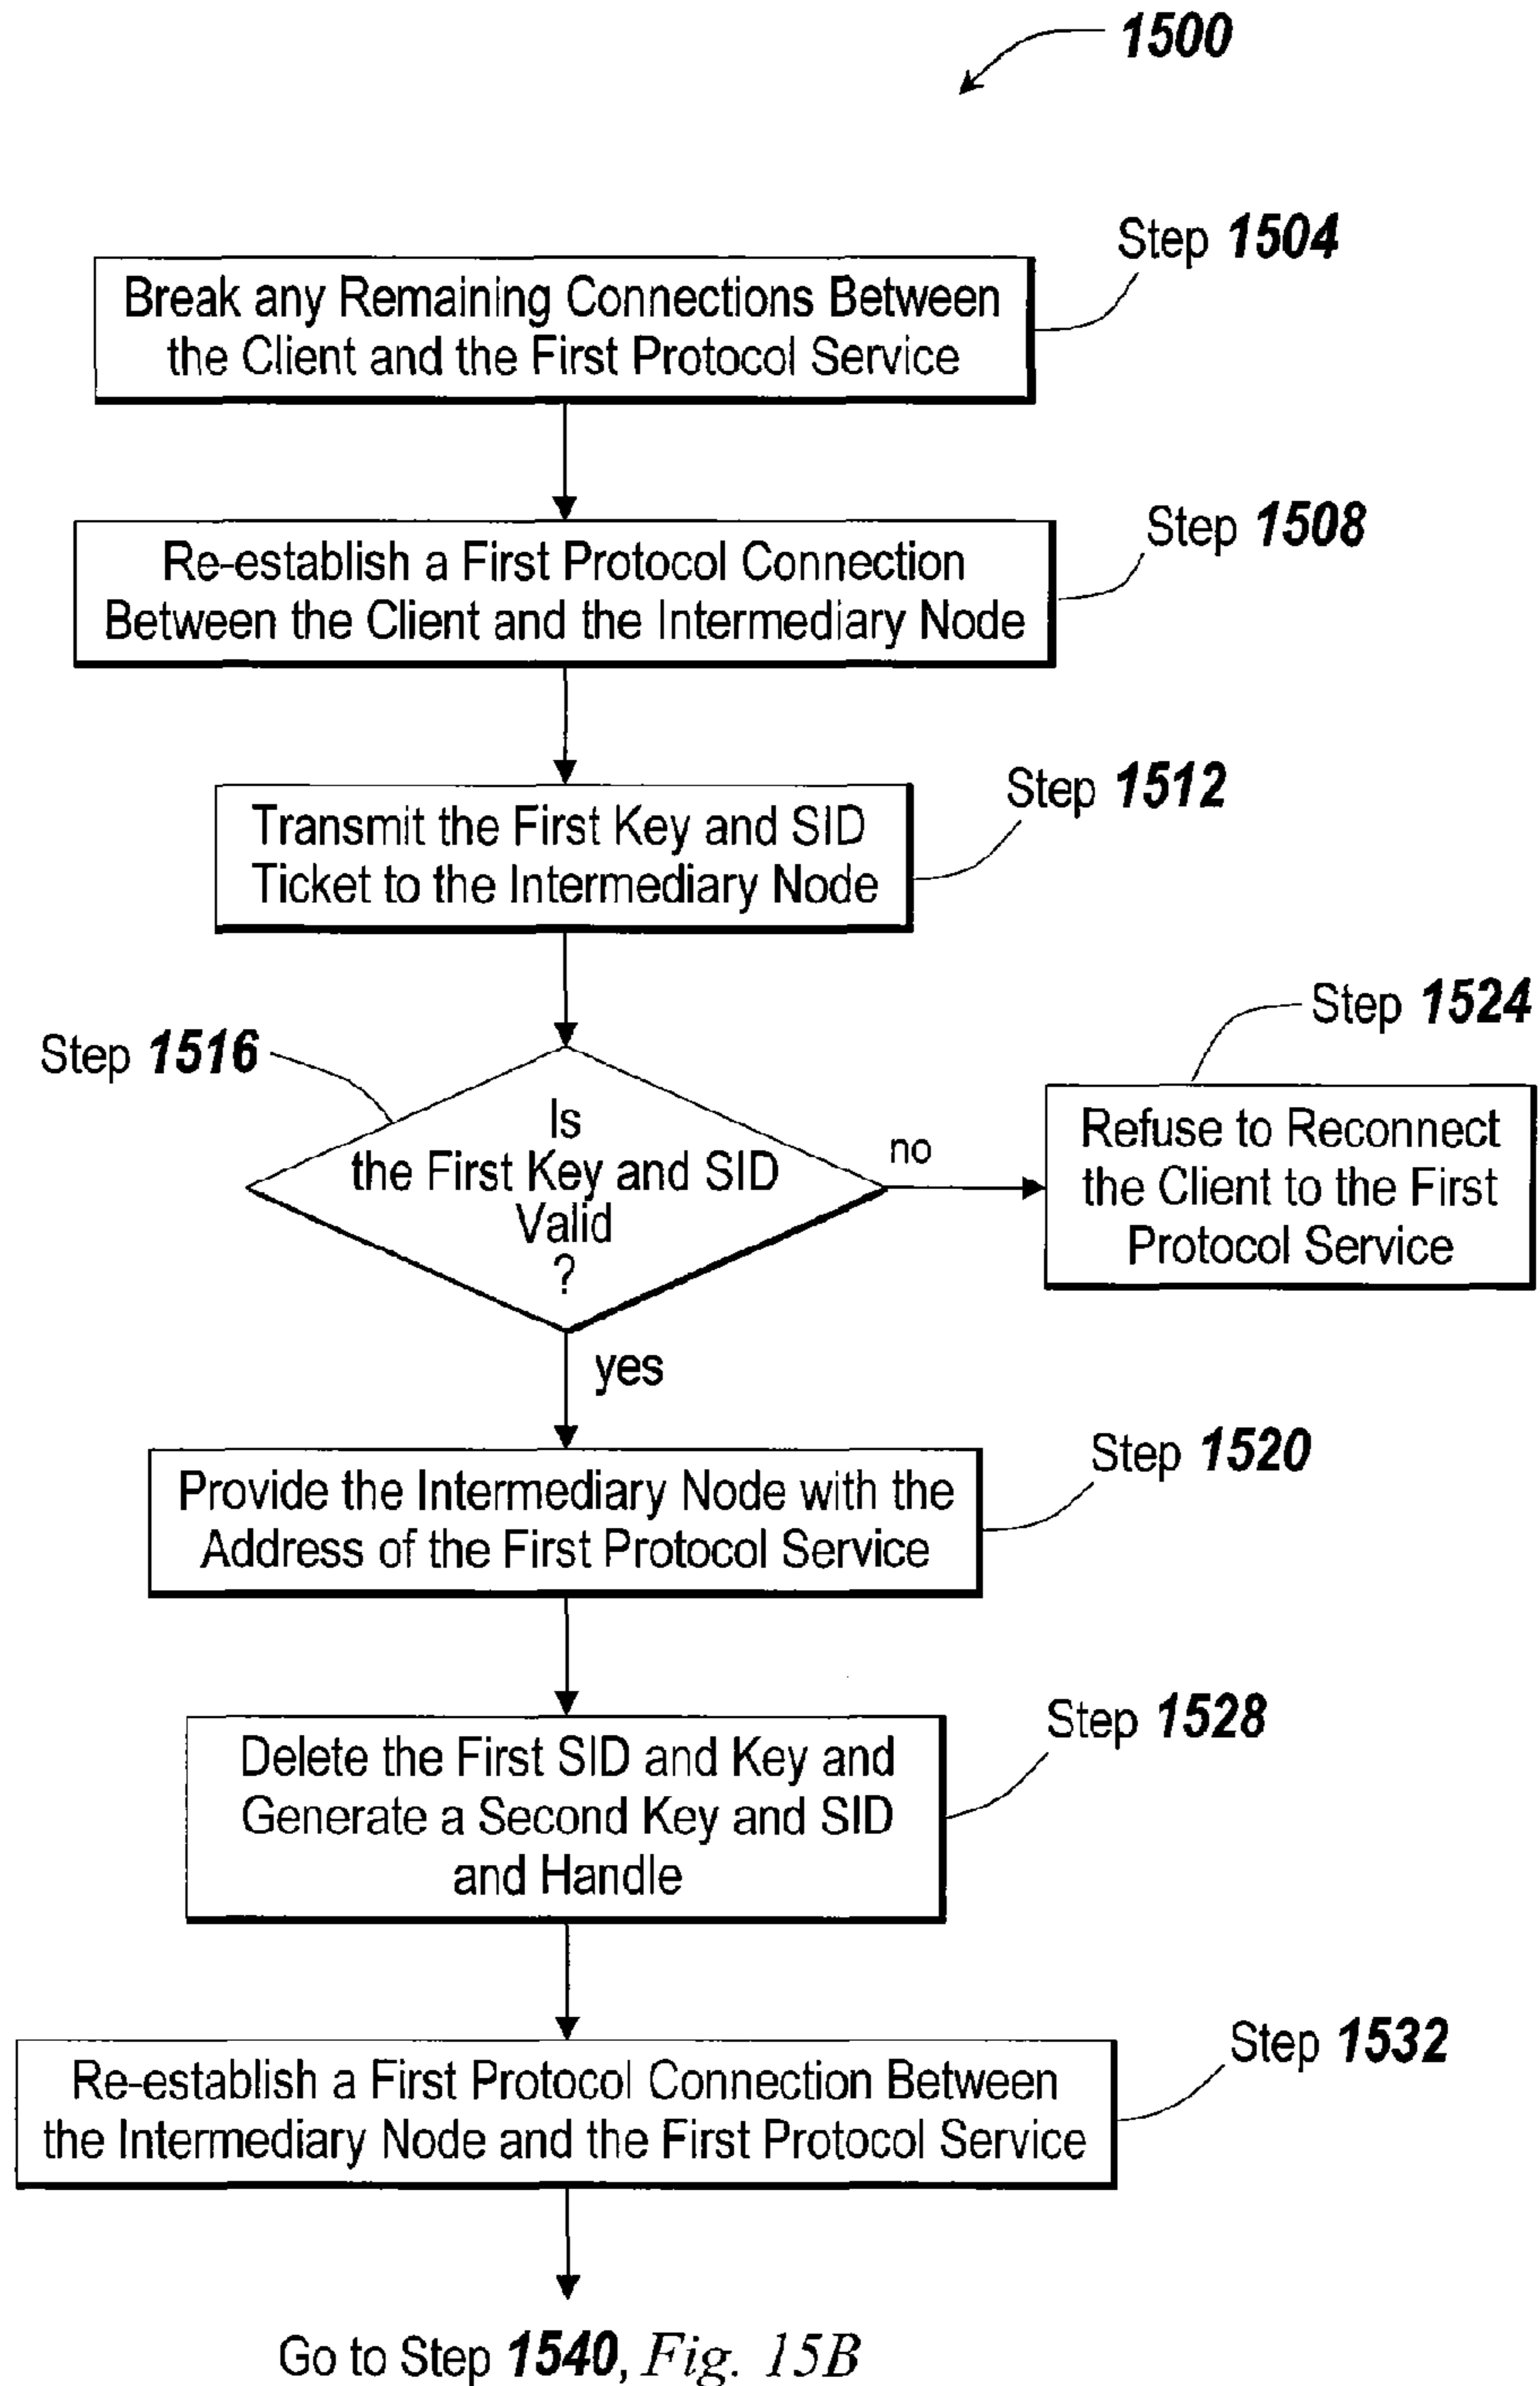 1500
Step 1504
Break any Remaining Connections Between
the Client and the First Protocol Service
Step 1508
Re-establish a First Protocol Connection
Between the Client and the Intermediary Node
Step 1512
Transmit the First Key and SID
Ticket to the Intermediary Node
Step 1516
Is
the First Key and SID
Valid
?
no
Step 1524
Refuse to Reconnect
the Client to the First
Protocol Service
yes
Step 1520
Provide the Intermediary Node with the
Address of the First Protocol Service
Step 1528
Delete the First SID and Key and
Generate a Second Key and SID
and Handle
Step 1532
Re-establish a First Protocol Connection Between
the Intermediary Node and the First Protocol Service
Go to Step 1540, Fig. 15B